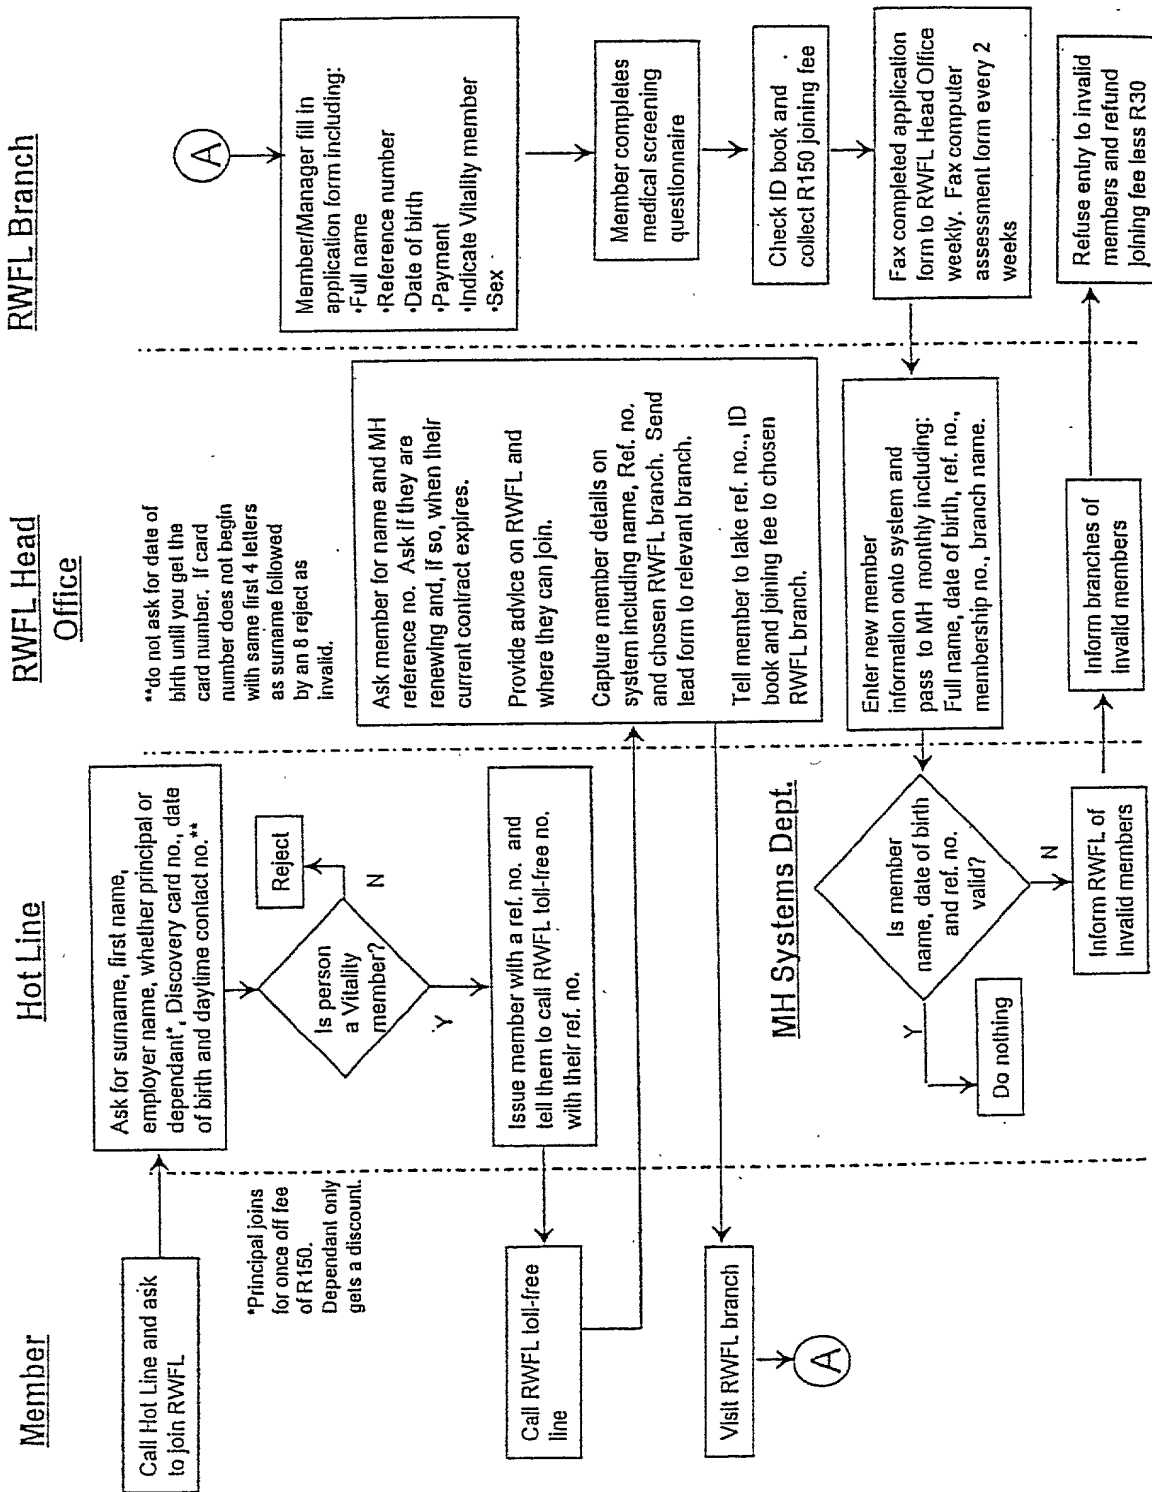 Member
Call Hot Line and ask
to join RWFL
*Principal joins
for once off fee
of R150.
Dependant only
gets a discount.
Call RWFL toll-free
line
Visit RWFL branch
A
Hot Line
Ask for surname, first name,
employer name, whether principal or
dependant*, Discovery card no., date
of birth and daytime contact no.**
Is person
a Vitality
member?
N
Reject
Y
Issue member with a ref. no. and
tell them to call RWFL toll-free no.
with their ref. no.
MH Systems Dept.
Is member
name, date of birth
and ref. no.
valid?
Y
Do nothing
N
Inform RWFL of
Invalid members
RWFL Head
Office
**do not ask for date of
birth until you get the
card number. If card
number does not begin
with same first 4 letters
as surname followed
by an 8 reject as
invalid.
Ask member for name and MH
reference no. Ask if they are
renewing and, if so, when their
current contract expires.
Provide advice on RWFL and
where they can join.
Capture member details on
system including name, Ref. no.
and chosen RWFL branch. Send
lead form to relevant branch.
Tell member to take ref. no., ID
book and joining fee to chosen
RWFL branch.
Enter new member
information onto system and
pass to MH monthly including:
Full name, date of birth, ref. no.,
membership no., branch name.
Inform branches of
invalid members
RWFL Branch
A
Member/Manager fill in
application form including:
•Full name
•Reference number
•Date of birth
•Payment
•Indicate Vitality member
•Sex
Member completes
medical screening
questionnaire
Check ID book and
collect R150 joining fee
Fax completed application
form to RWFL Head Office
weekly. Fax computer
assessment form every 2
weeks
Refuse entry to invalid
members and refund
joining fee less R30